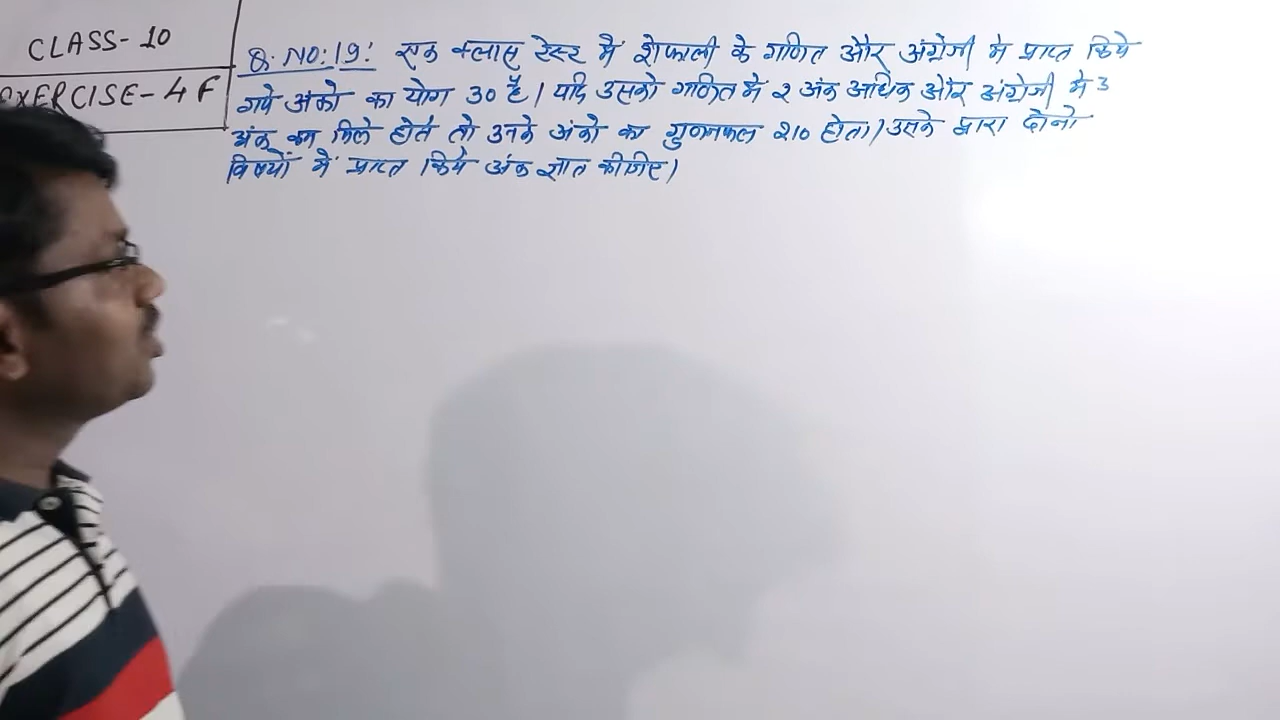 CLASS-10
EXERCISE-4F
Q.NO:19: एक क्लास टेस्ट में शेफाली के गणित और अंग्रेजी में प्राप्त किये
गये अंको का योग 30 है। यदि उसको गणित में 2 अंक अधिक और अंग्रेजी में 3
अंक कम मिले होते तो उनके अंको का गुणनफल 210 होता। उसके द्वारा दोनो
विषयों में प्राप्त किये अंक ज्ञात कीजिए।